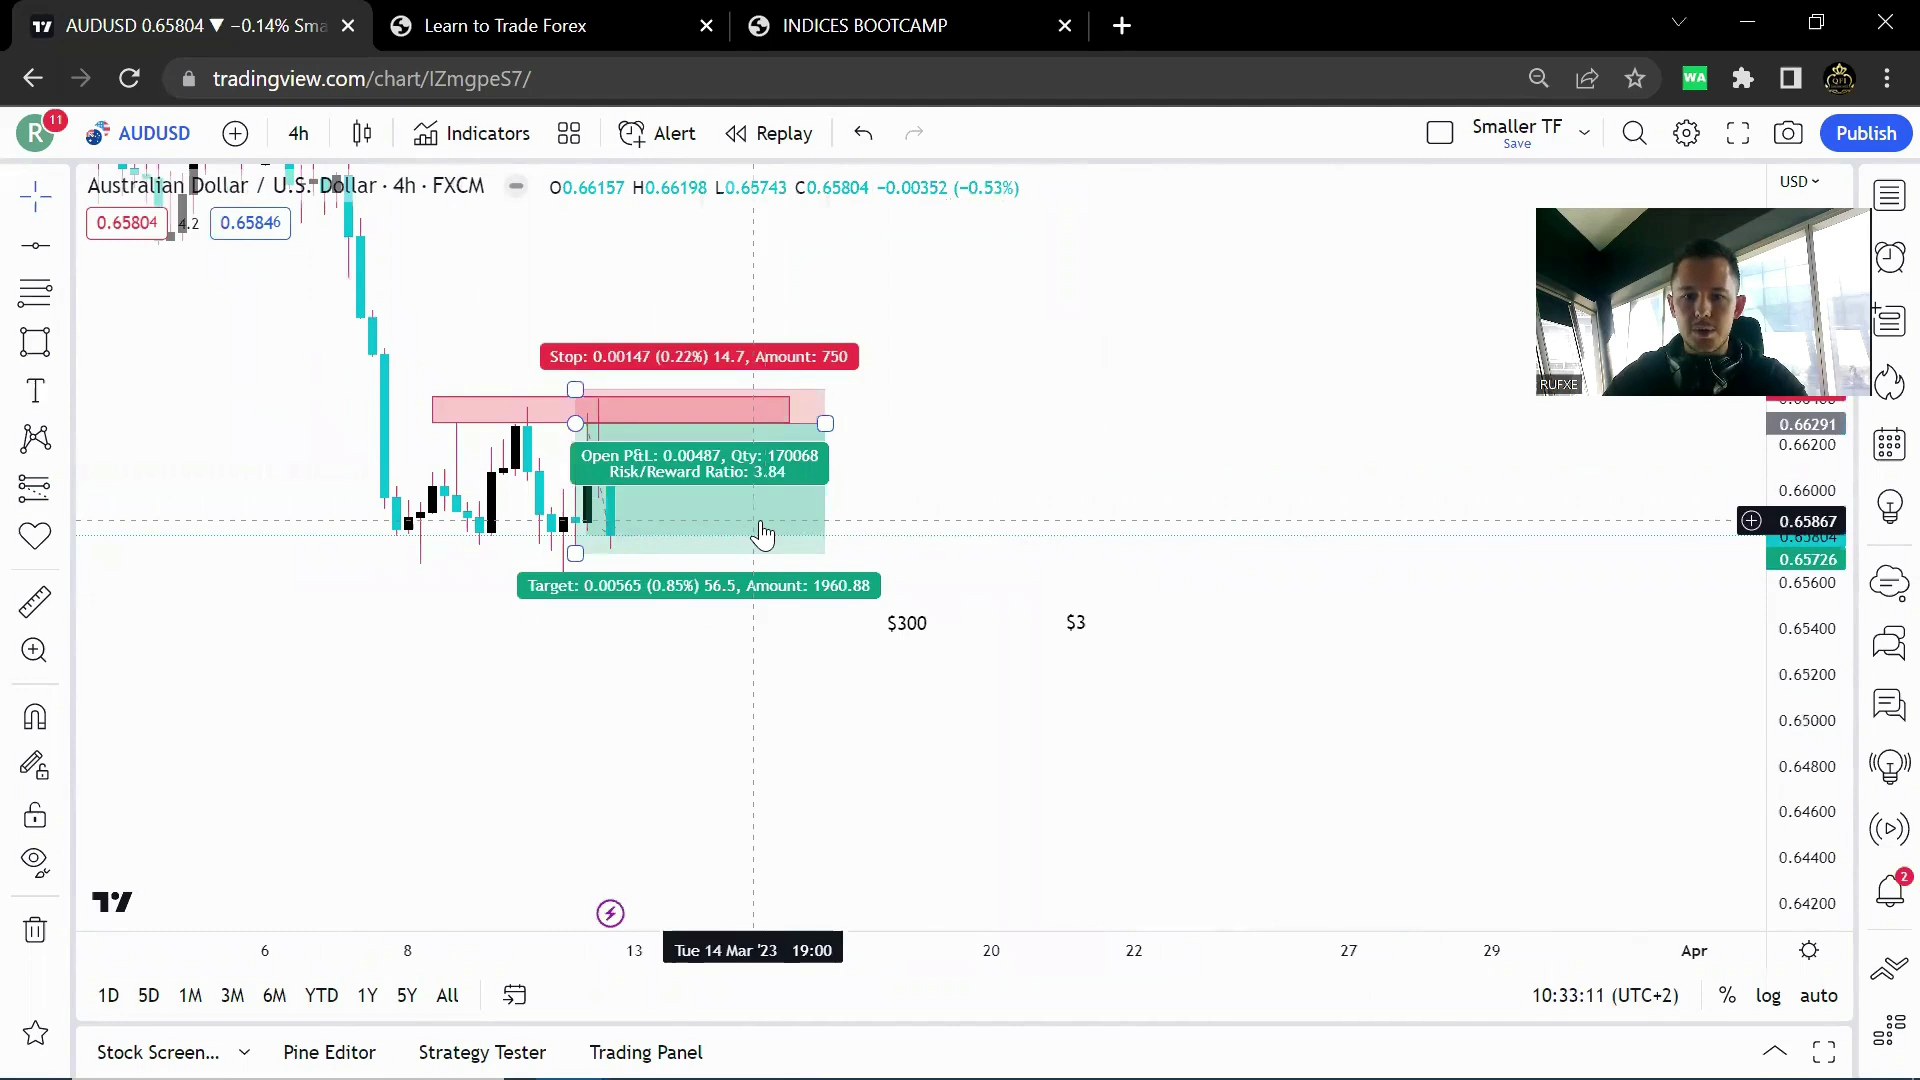 AUDUSD 0.65804 ▼ −0.14% Sma
Learn to Trade Forex
INDICES BOOTCAMP
tradingview.com/chart/IZmgpeS7/
WA
R
11
AUDUSD
4h
Indicators
Alert
Replay
Smaller TF
Save
Publish
Australian Dollar / U.S. Dollar · 4h · FXCM
O0.66157 H0.66198 L0.65743 C0.65804 −0.00352 (−0.53%)
USD
0.65804
4.2
0.65846
RUFXE
Stop: 0.00147 (0.22%) 14.7, Amount: 750
0.66291
0.66200
Open P&L: 0.00487, Qty: 170068
Risk/Reward Ratio: 3.84
0.66000
0.65867
0.65804
0.65726
Target: 0.00565 (0.85%) 56.5, Amount: 1960.88
0.65600
$300
$3
0.65400
0.65200
0.65000
0.64800
0.64600
0.64400
0.64200
6
8
13
Tue 14 Mar '23 19:00
20
22
27
29
Apr
2
1D 5D 1M 3M 6M YTD 1Y 5Y All
10:33:11 (UTC+2)
% log auto
Stock Screen...
Pine Editor
Strategy Tester
Trading Panel